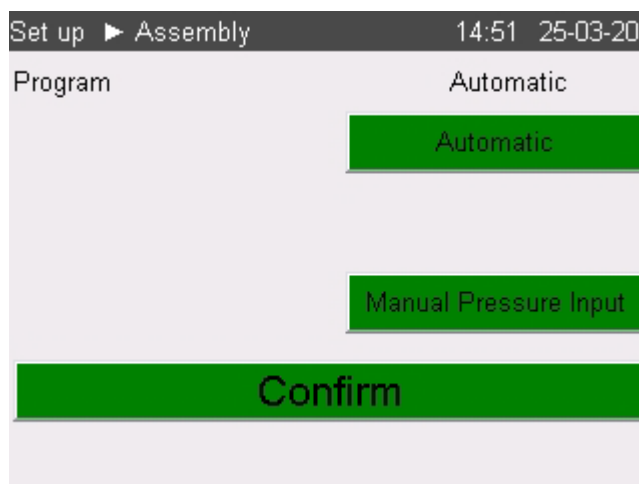 Set up ► Assembly 14:51 25-03-20
Program Automatic
Automatic
Manual Pressure Input
Confirm